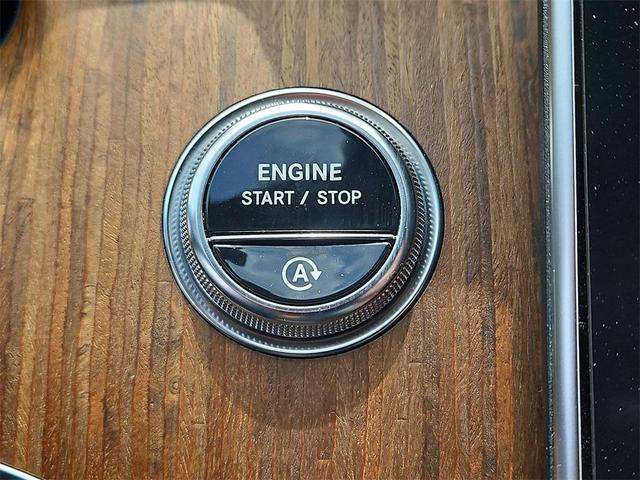 ENGINE
START / STOP
A